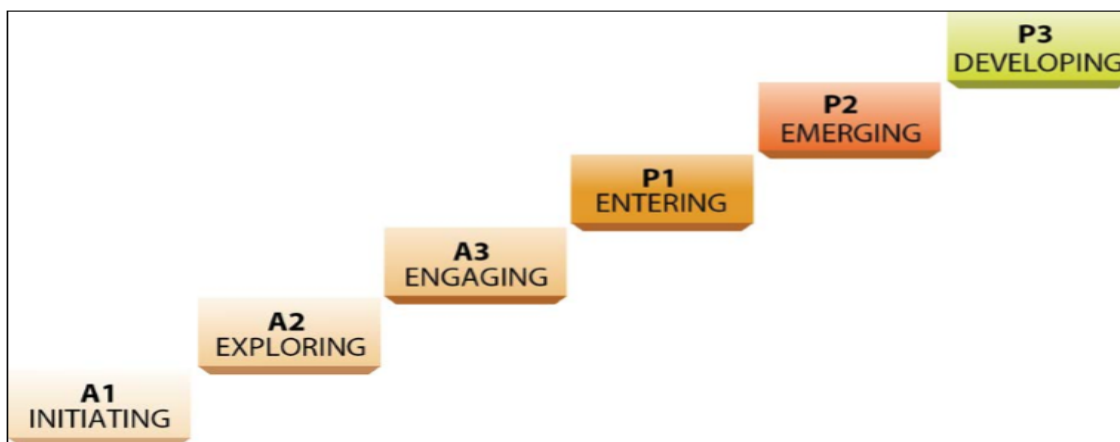 P3
DEVELOPING
P2
EMERGING
P1
ENTERING
A3
ENGAGING
A2
EXPLORING
A1
INITIATING